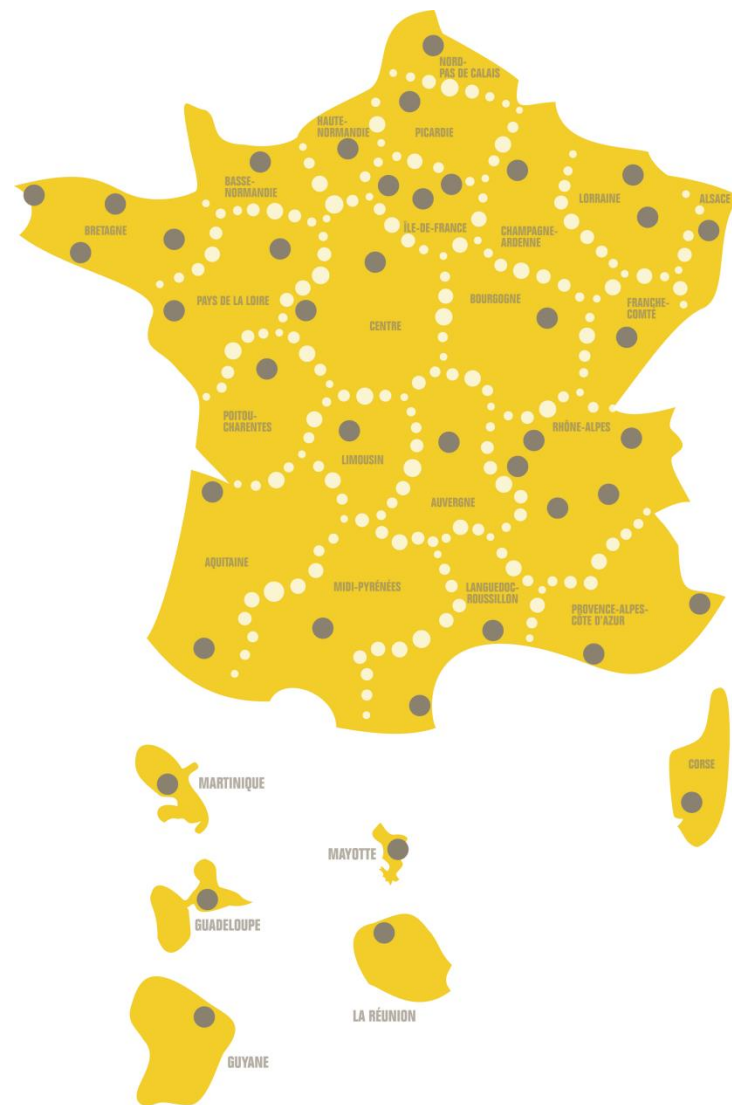 NORD-
PAS DE CALAIS
HAUTE-
NORMANDIE
PICARDIE
BASSE-
NORMANDIE
LORRAINE
ALSACE
BRETAGNE
ÎLE-DE-FRANCE
CHAMPAGNE-
ARDENNE
PAYS DE LA LOIRE
BOURGOGNE
FRANCHE-
COMTÉ
CENTRE
POITOU-
CHARENTES
RHÔNE-ALPES
LIMOUSIN
AUVERGNE
AQUITAINE
MIDI-PYRÉNÉES
LANGUEDOC-
ROUSSILLON
PROVENCE-ALPES-
CÔTE D'AZUR
CORSE
MARTINIQUE
MAYOTTE
GUADELOUPE
LA RÉUNION
GUYANE